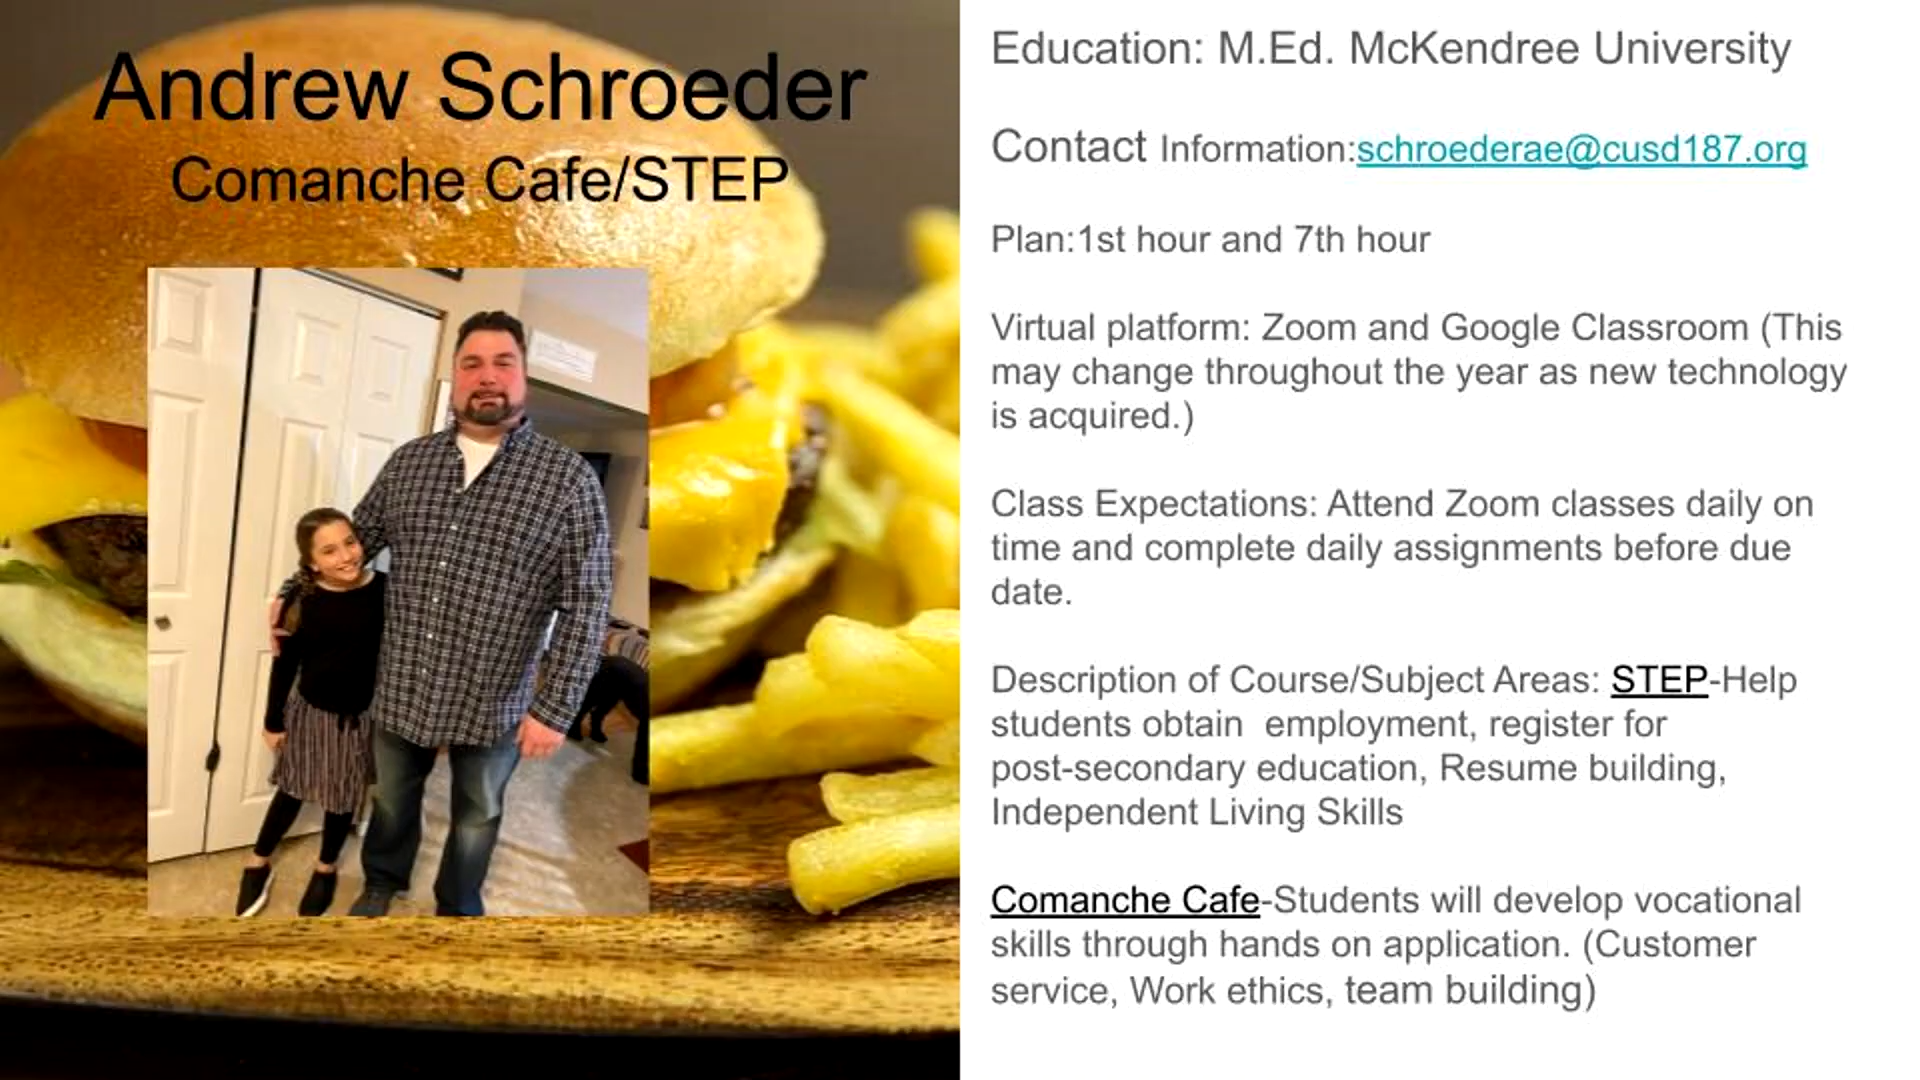 Andrew Schroeder
Comanche Cafe/STEP
Education: M.Ed. McKendree University
Contact Information:schroederae@cusd187.org
Plan:1st hour and 7th hour
Virtual platform: Zoom and Google Classroom (This
may change throughout the year as new technology
is acquired.)
Class Expectations: Attend Zoom classes daily on
time and complete daily assignments before due
date.
Description of Course/Subject Areas: STEP-Help
students obtain  employment, register for
post-secondary education, Resume building,
Independent Living Skills
Comanche Cafe-Students will develop vocational
skills through hands on application. (Customer
service, Work ethics, team building)